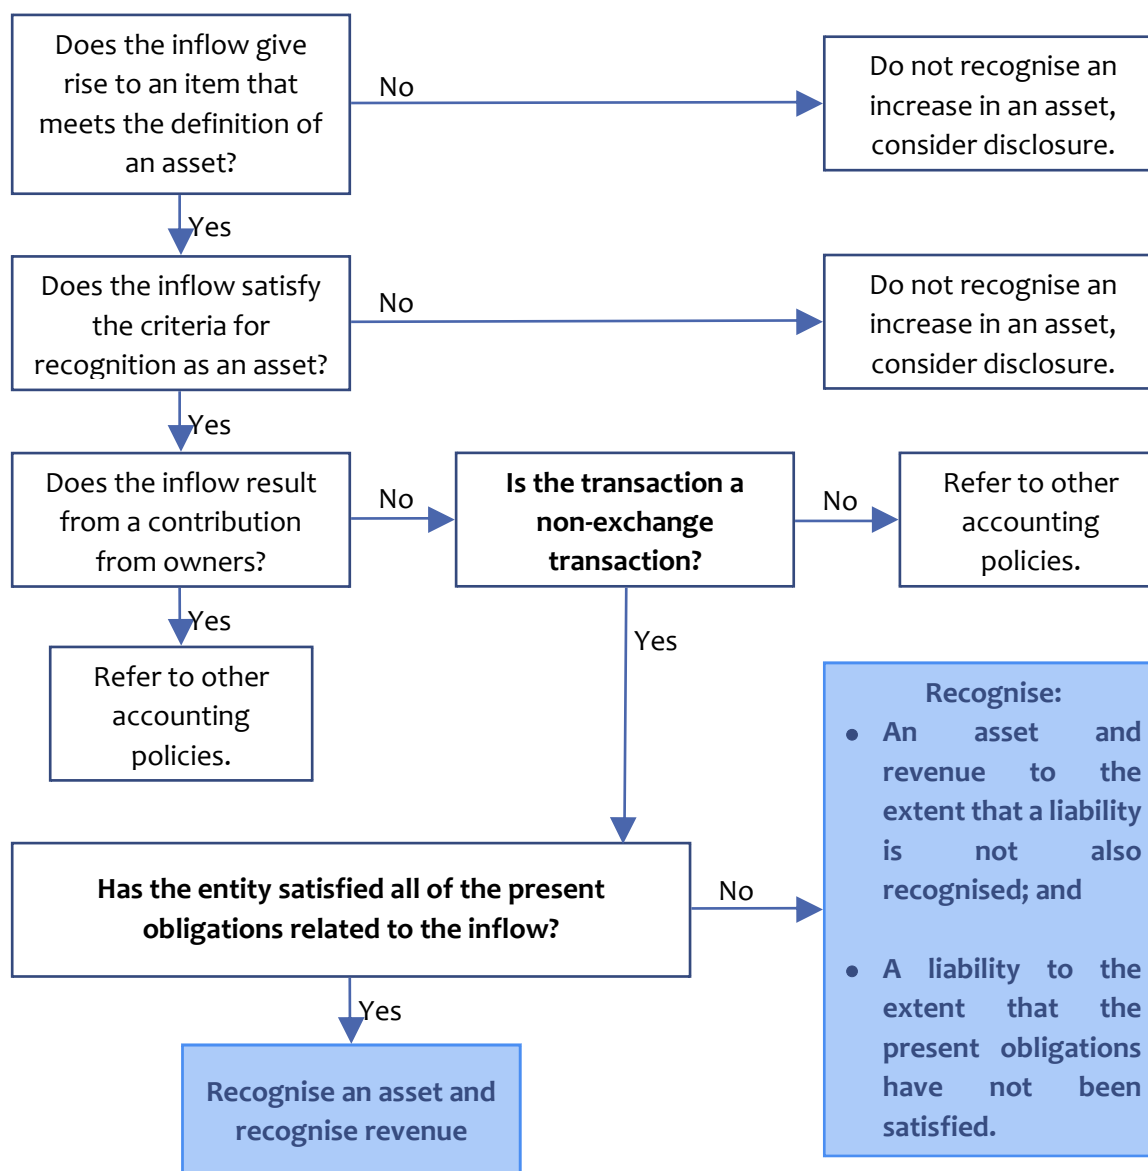 Does the inflow give
rise to an item that
meets the definition of
an asset?
No
Do not recognise an
increase in an asset,
consider disclosure.
Yes
Does the inflow satisfy
the criteria for
recognition as an asset?
No
Do not recognise an
increase in an asset,
consider disclosure.
Yes
Does the inflow result
from a contribution
from owners?
No
Is the transaction a
non-exchange
transaction?
No
Refer to other
accounting
policies.
Yes
Refer to other
accounting
policies.
Yes
Has the entity satisfied all of the present
obligations related to the inflow?
No
Recognise:
• An asset and
revenue to the
extent that a liability
is not also
recognised; and
• A liability to the
extent that the
present obligations
have not been
satisfied.
Yes
Recognise an asset and
recognise revenue